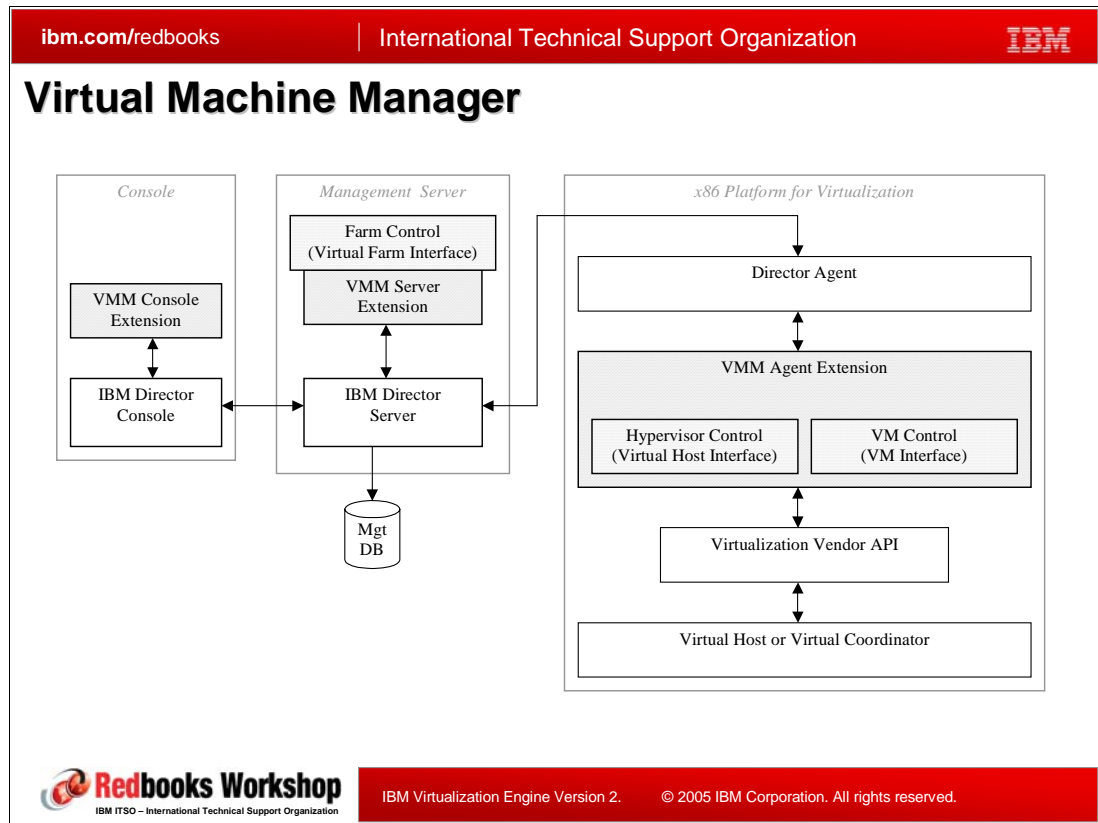 ibm.com/redbooks
International Technical Support Organization
IBM
Virtual Machine Manager
Console
VMM Console
Extension
IBM Director
Console
Management Server
Farm Control
(Virtual Farm Interface)
VMM Server
Extension
IBM Director
Server
Mgt
DB
x86 Platform for Virtualization
Director Agent
VMM Agent Extension
Hypervisor Control
(Virtual Host Interface)
VM Control
(VM Interface)
Virtualization Vendor API
Virtual Host or Virtual Coordinator
Redbooks Workshop
IBM ITSO – International Technical Support Organization
IBM Virtualization Engine Version 2.
© 2005 IBM Corporation. All rights reserved.